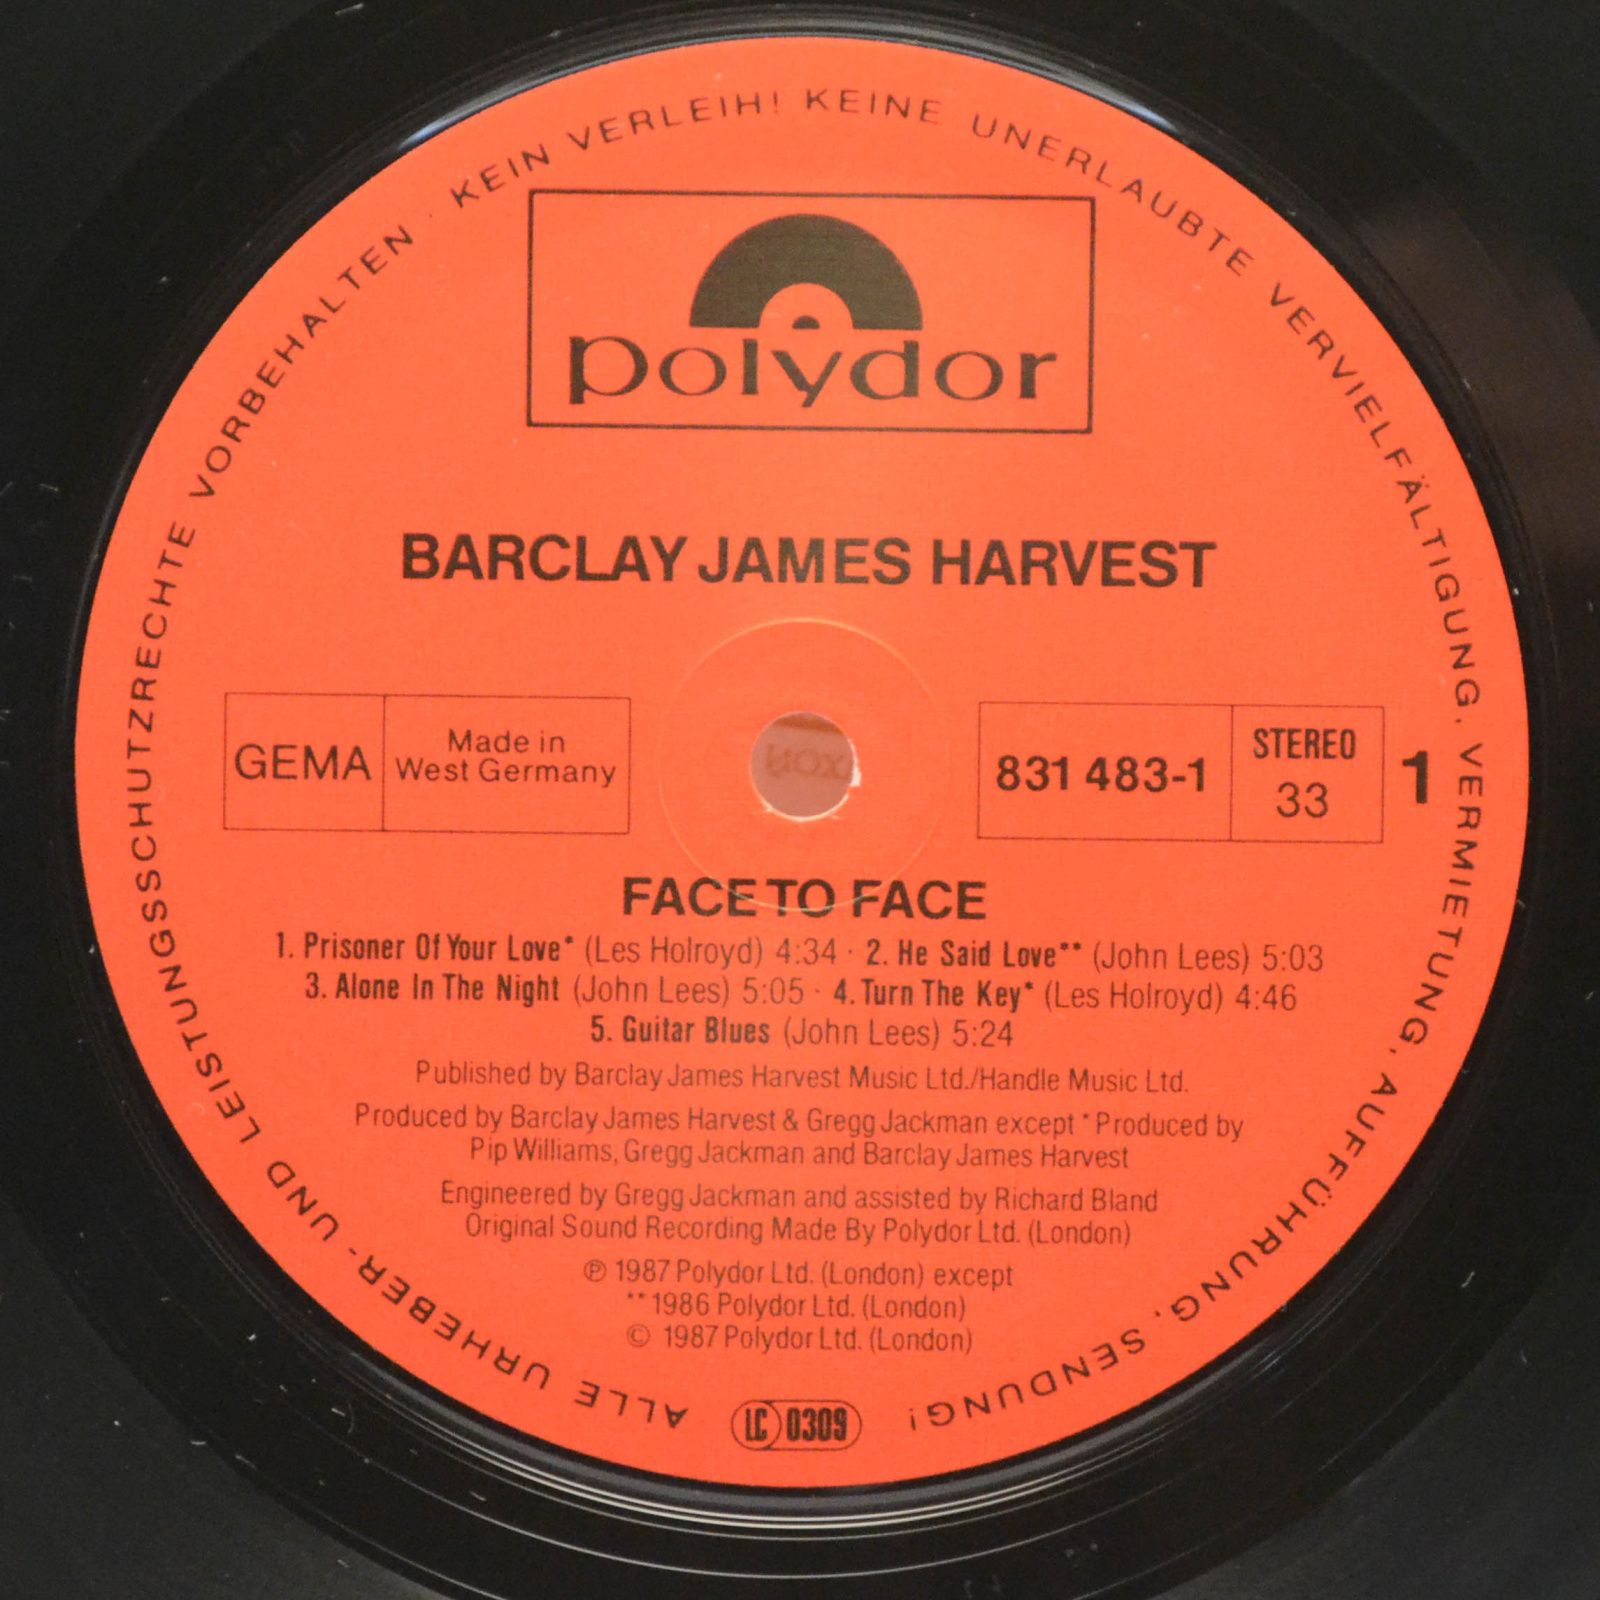 ALLE URHEBER- UND LEISTUNGSSCHUTZRECHTE VORBEHALTEN KEIN VERLEIH! KEINE UNERLAUBTE VERVIELFÄLTIGUNG, VERMIETUNG, AUFFÜHRUNG, SENDUNG!
polydor
BARCLAY JAMES HARVEST
GEMA
Made in
West Germany
831 483-1
STEREO
33
1
FACE TO FACE
1. Prisoner Of Your Love* (Les Holroyd) 4:34 · 2. He Said Love** (John Lees) 5:03
3. Alone In The Night (John Lees) 5:05 · 4. Turn The Key* (Les Holroyd) 4:46
5. Guitar Blues (John Lees) 5:24
Published by Barclay James Harvest Music Ltd./Handle Music Ltd.
Produced by Barclay James Harvest & Gregg Jackman except *Produced by
Pip Williams, Gregg Jackman and Barclay James Harvest
Engineered by Gregg Jackman and assisted by Richard Bland
Original Sound Recording Made By Polydor Ltd. (London)
℗ 1987 Polydor Ltd. (London) except
**1986 Polydor Ltd. (London)
© 1987 Polydor Ltd. (London)
LC 0309